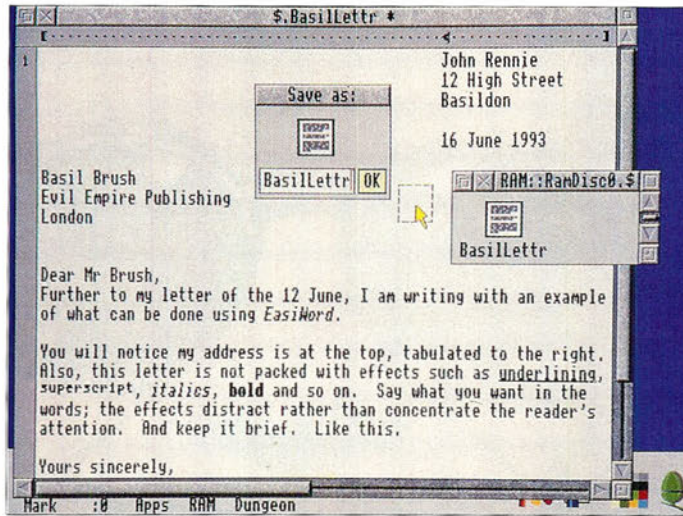 $.BasilLettr *
1
John Rennie
12 High Street
Basildon
16 June 1993
Save as:
BasilLettr OK
RAM::RamDisc0.$
BasilLettr
Basil Brush
Evil Empire Publishing
London
Dear Mr Brush,
Further to my letter of the 12 June, I am writing with an example
of what can be done using EasiWord.
You will notice my address is at the top, tabulated to the right.
Also, this letter is not packed with effects such as underlining,
superscript, italics, bold and so on. Say what you want in the
words; the effects distract rather than concentrate the reader's
attention. And keep it brief. Like this.
Yours sincerely,
Mark :0 Apps RAM Dungeon